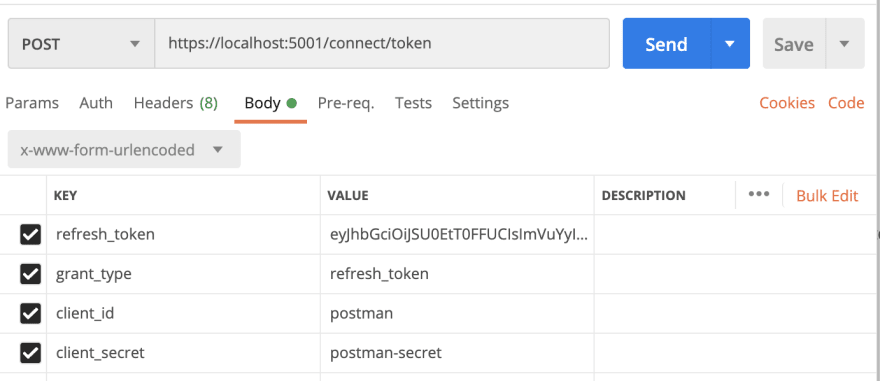 POST https://localhost:5001/connect/token Send Save
Params Auth Headers (8) Body Pre-req. Tests Settings Cookies Code
x-www-form-urlencoded
KEY VALUE DESCRIPTION ••• Bulk Edit
refresh_token eyJhbGciOiJSU0EtT0FFUCIsImVuYyI...
grant_type refresh_token
client_id postman
client_secret postman-secret